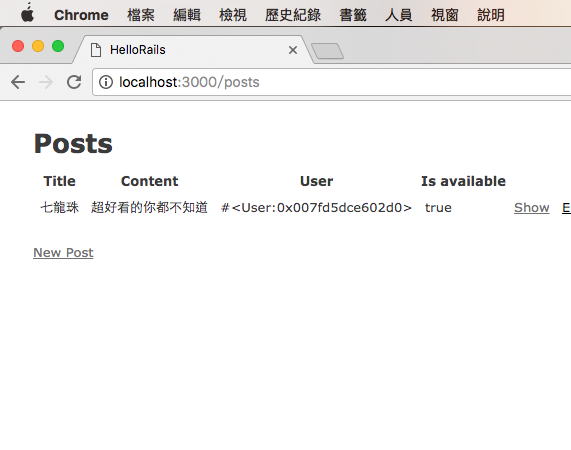 Chrome 檔案 編輯 檢視 歷史紀錄 書籤 人員 視窗 說明
HelloRails
localhost:3000/posts
Posts
Title Content User Is available
七龍珠 超好看的你都不知道 #<User:0x007fd5dce602d0> true Show E
New Post